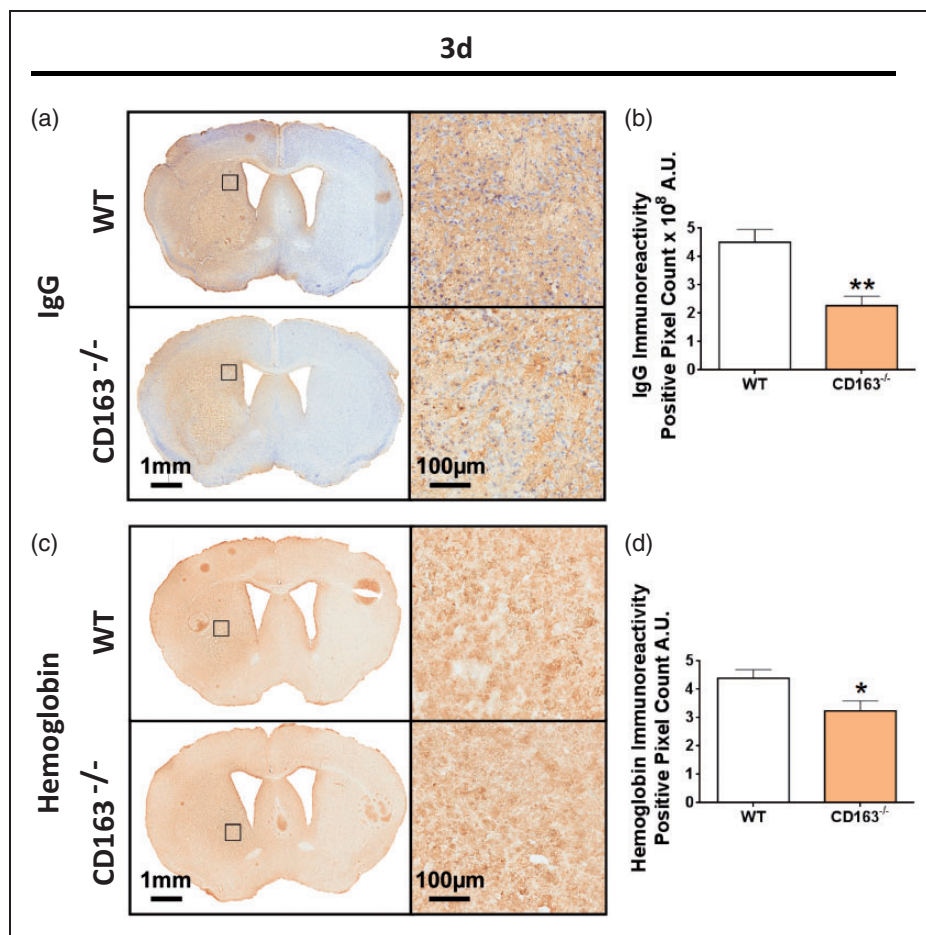 3d
(a)
IgG
WT
CD163 -/-
1mm
100µm
(b)
IgG Immunoreactivity
Positive Pixel Count x 10⁸ A.U.
5
4
3
2
1
0
**
WT
CD163-/-
(c)
Hemoglobin
WT
CD163 -/-
1mm
100µm
(d)
Hemoglobin Immunoreactivity
Positive Pixel Count A.U.
5
4
3
2
1
0
*
WT
CD163-/-